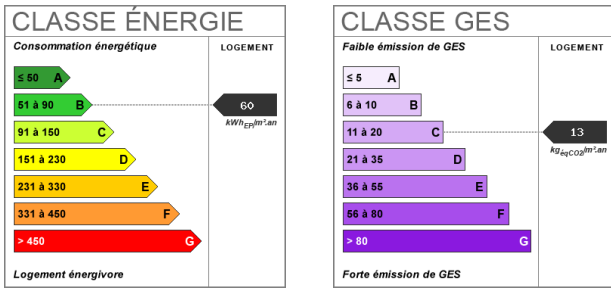 CLASSE ÉNERGIE
Consommation énergétique
LOGEMENT
≤ 50 A
51 à 90 B
60
kWhEP/m².an
91 à 150 C
151 à 230 D
231 à 330 E
331 à 450 F
> 450 G
Logement énergivore
CLASSE GES
Faible émission de GES
LOGEMENT
≤ 5 A
6 à 10 B
11 à 20 C
13
kgéqCO2/m².an
21 à 35 D
36 à 55 E
56 à 80 F
> 80 G
Forte émission de GES